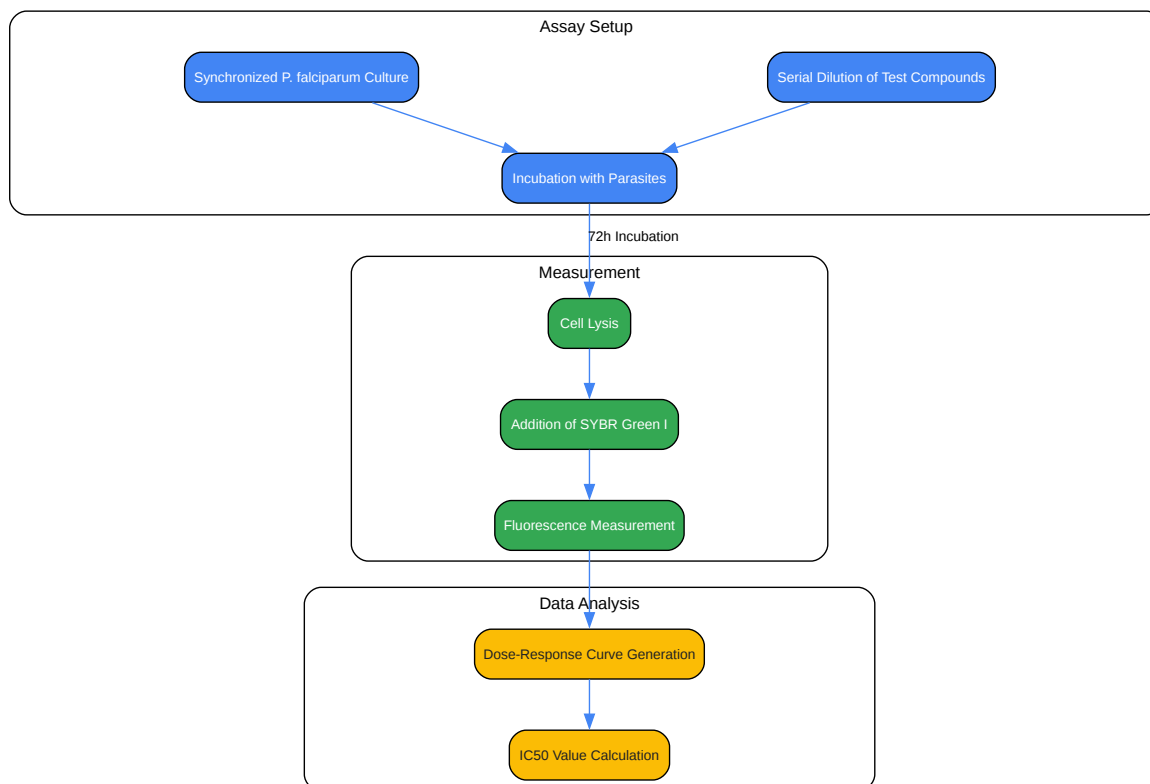 Assay Setup
Synchronized P. falciparum Culture
Serial Dilution of Test Compounds
Incubation with Parasites
72h Incubation
Measurement
Cell Lysis
Addition of SYBR Green I
Fluorescence Measurement
Data Analysis
Dose-Response Curve Generation
IC50 Value Calculation